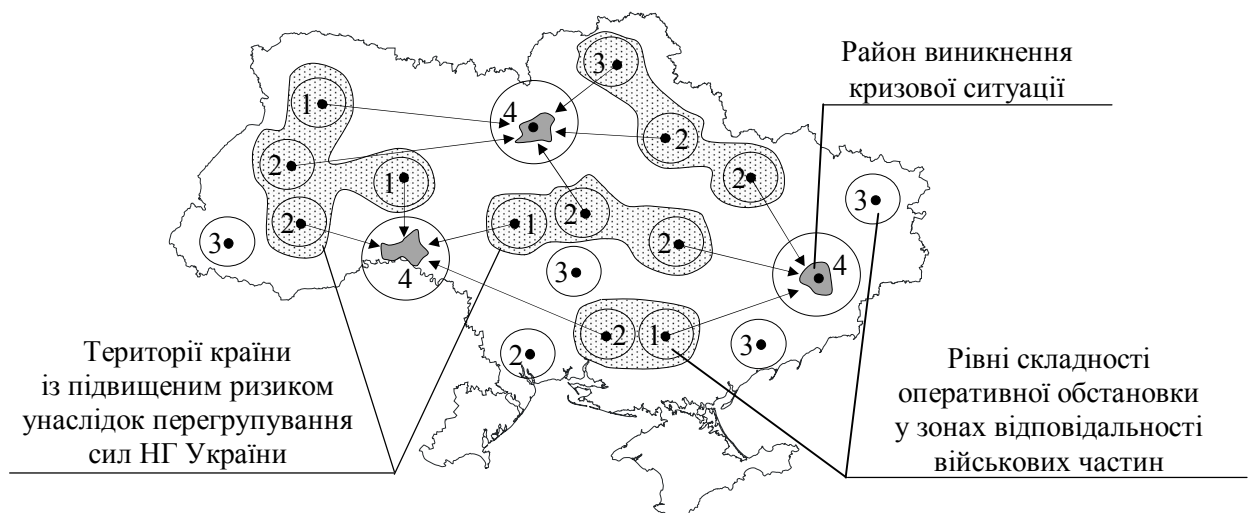 Район виникнення
кризової ситуації
3
4
1
2
2
2
1
3
2
1
2
2
3
4
3
4
2
1
2
3
Території країни
із підвищеним ризиком
унаслідок перегрупування
сил НГ України
Рівні складності
оперативної обстановки
у зонах відповідальності
військових частин